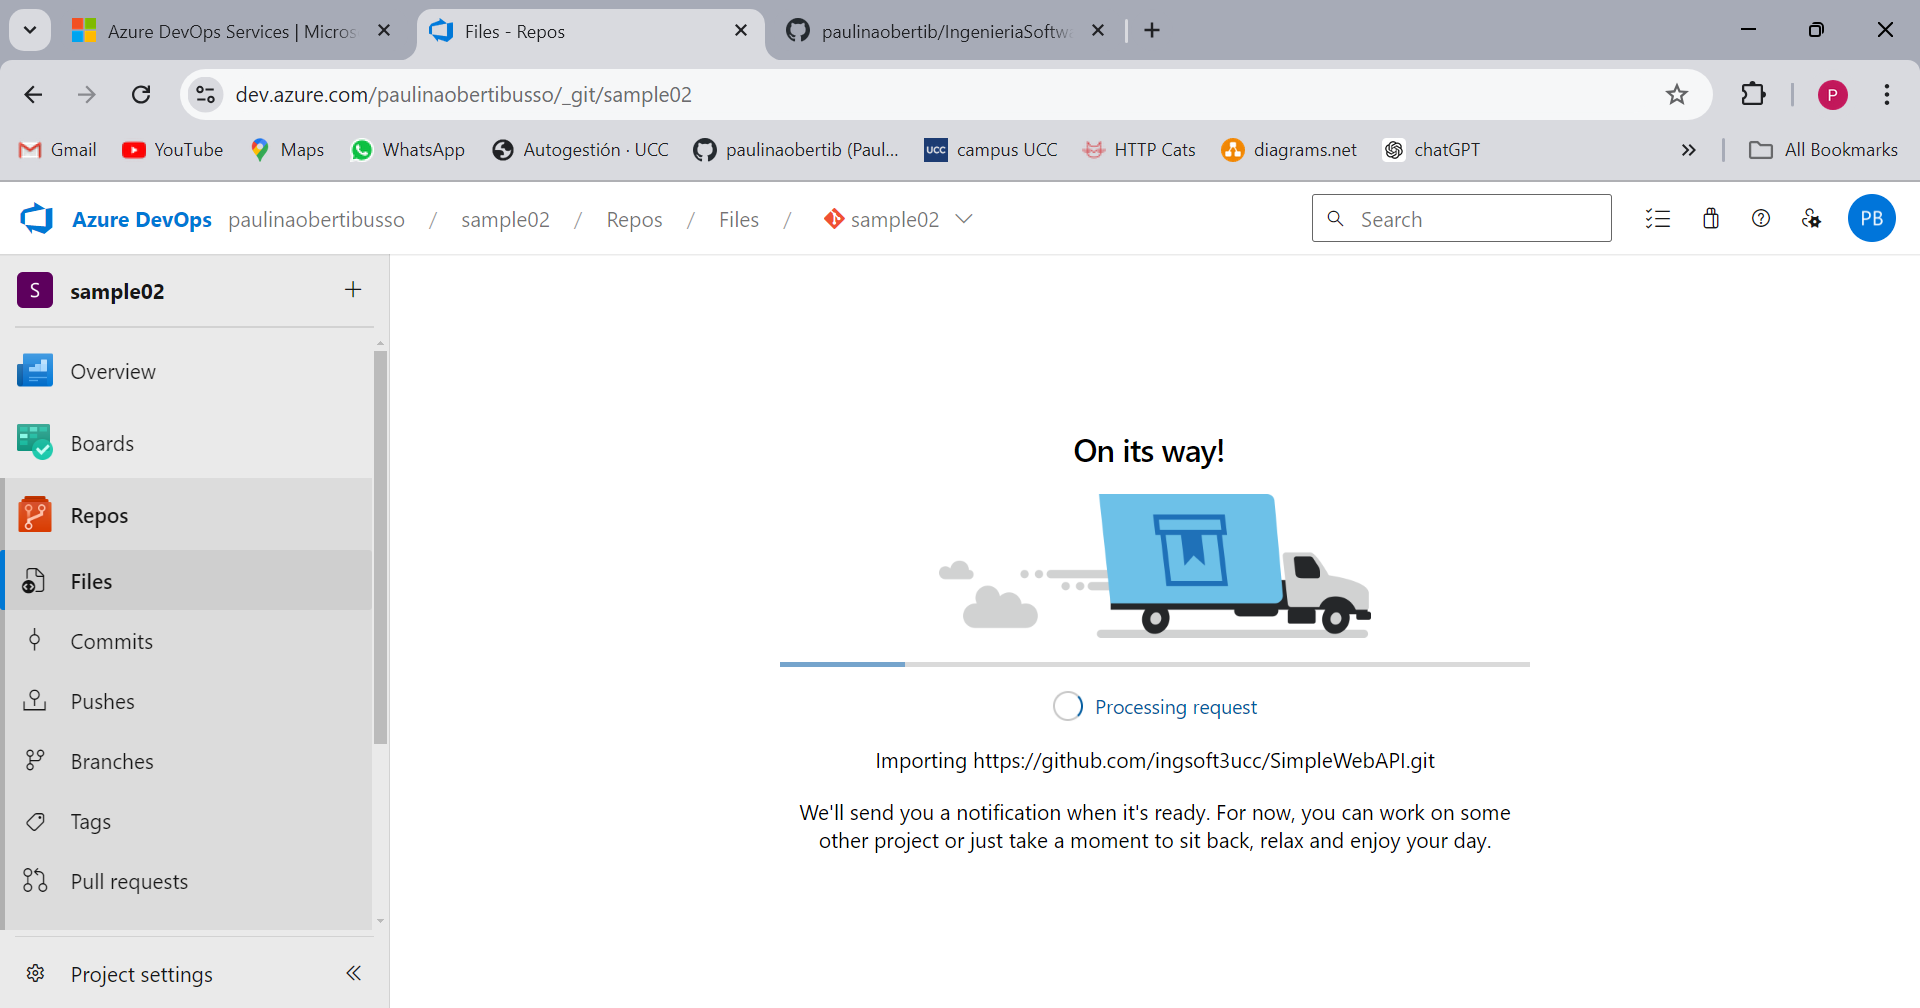 Azure DevOps Services | Micros
Files - Repos
paulinaobertib/IngenieriaSoftwa
dev.azure.com/paulinaobertibusso/_git/sample02
P
Gmail
YouTube
Maps
WhatsApp
Autogestión · UCC
paulinaobertib (Paul...
UCC
campus UCC
HTTP Cats
diagrams.net
chatGPT
All Bookmarks
Azure DevOps
paulinaobertibusso / sample02 / Repos / Files / sample02
Search
PB
S
sample02
Overview
Boards
Repos
Files
Commits
Pushes
Branches
Tags
Pull requests
Project settings
On its way!
Processing request
Importing https://github.com/ingsoft3ucc/SimpleWebAPI.git
We'll send you a notification when it's ready. For now, you can work on some
other project or just take a moment to sit back, relax and enjoy your day.